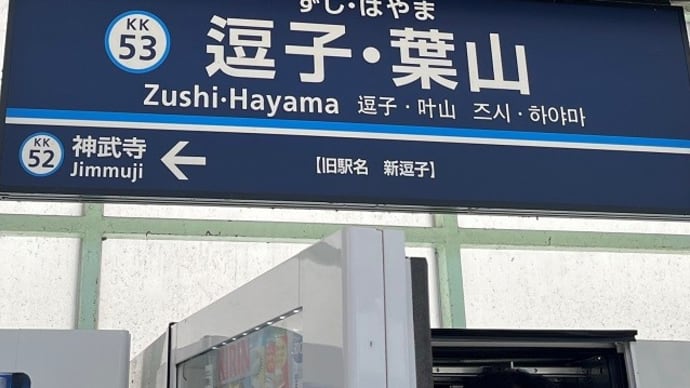 ずし・はやま
KK
53
逗子・葉山
Zushi・Hayama 逗子・叶山 즈시・하야마
KK
52
神武寺
Jimmuji
【旧駅名 新逗子】
KIRIN